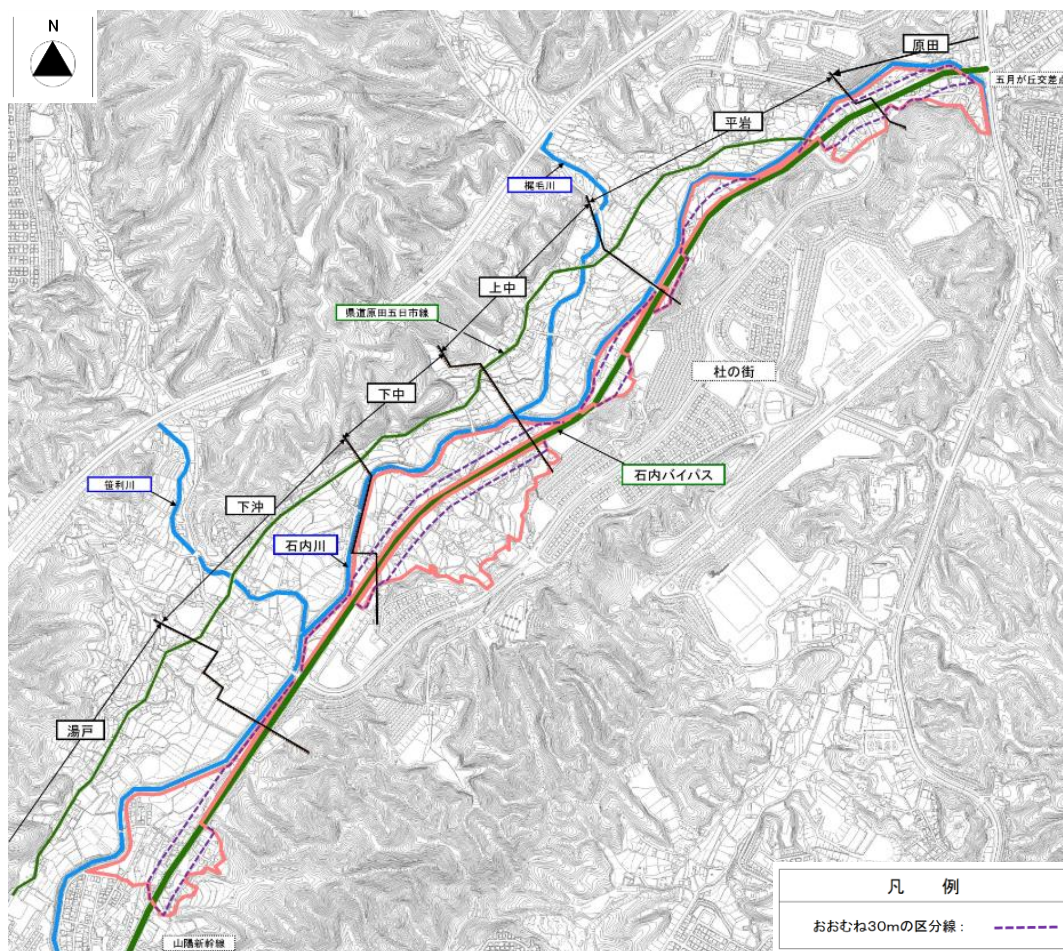 N
原田
五月が丘交差点
平岩
梶毛川
上中
県道原田五日市線
下中
杜の街
石内バイパス
笹利川
下沖
石内川
湯戸
山陽新幹線
凡 例
おおむね30mの区分線：